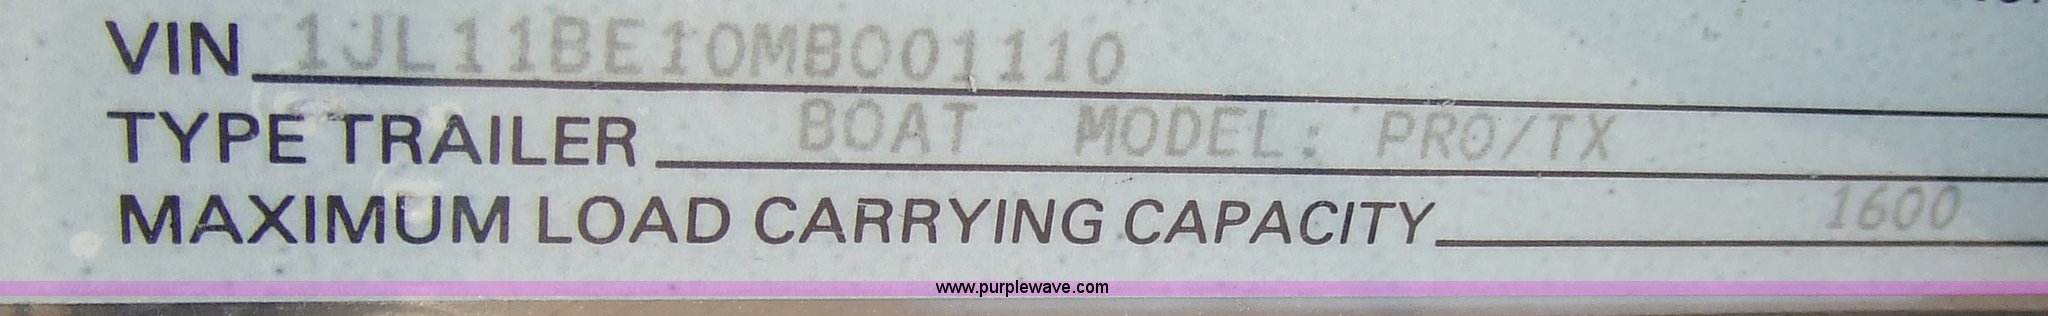 VIN 1JL11BE10MB001110
TYPE TRAILER BOAT MODEL: PRO/TX
MAXIMUM LOAD CARRYING CAPACITY 1600
www.purplewave.com